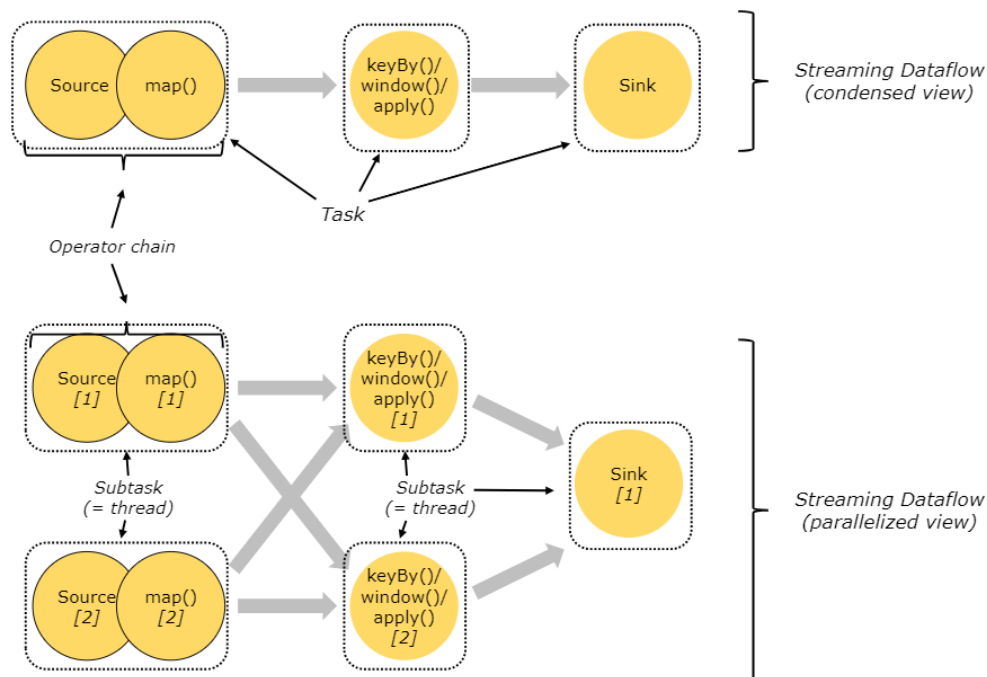 Source
map()
keyBy()/
window()/
apply()
Sink
Streaming Dataflow
(condensed view)
Task
Operator chain
Source
[1]
map()
[1]
keyBy()/
window()/
apply()
[1]
Subtask
(= thread)
Subtask
(= thread)
Sink
[1]
Streaming Dataflow
(parallelized view)
Source
[2]
map()
[2]
keyBy()/
window()/
apply()
[2]